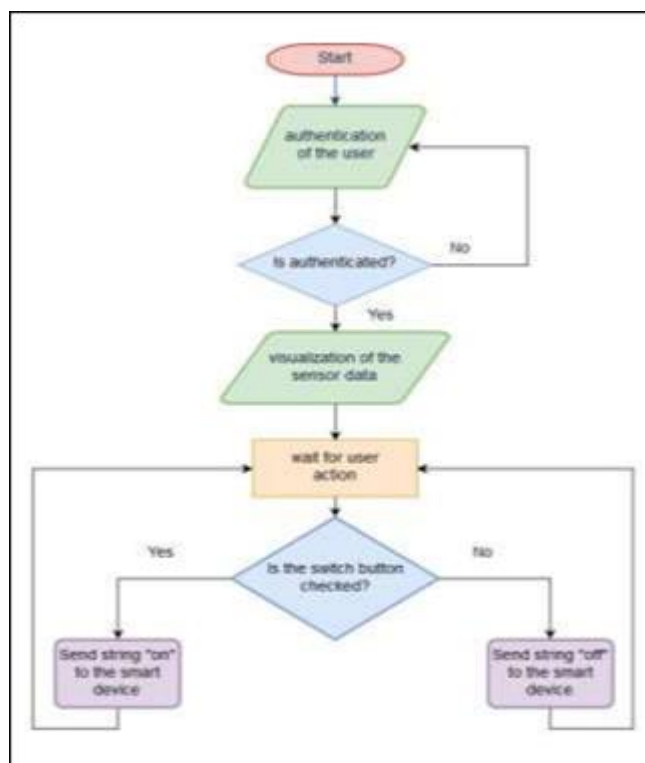 Start
authentication
of the user
Is authenticated?
No
Yes
visualization of the
sensor data
wait for user
action
Is the switch button
checked?
Yes
No
Send string "on"
to the smart
device
Send string "off"
to the smart
device